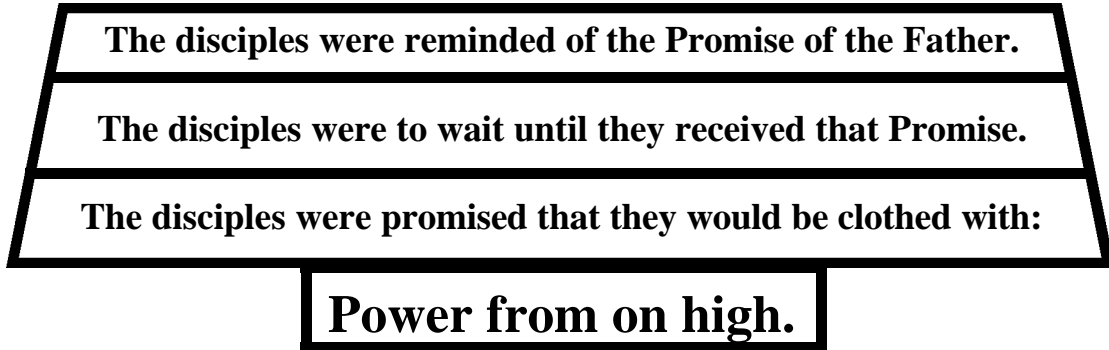 The disciples were reminded of the Promise of the Father.
The disciples were to wait until they received that Promise.
The disciples were promised that they would be clothed with:
Power from on high.